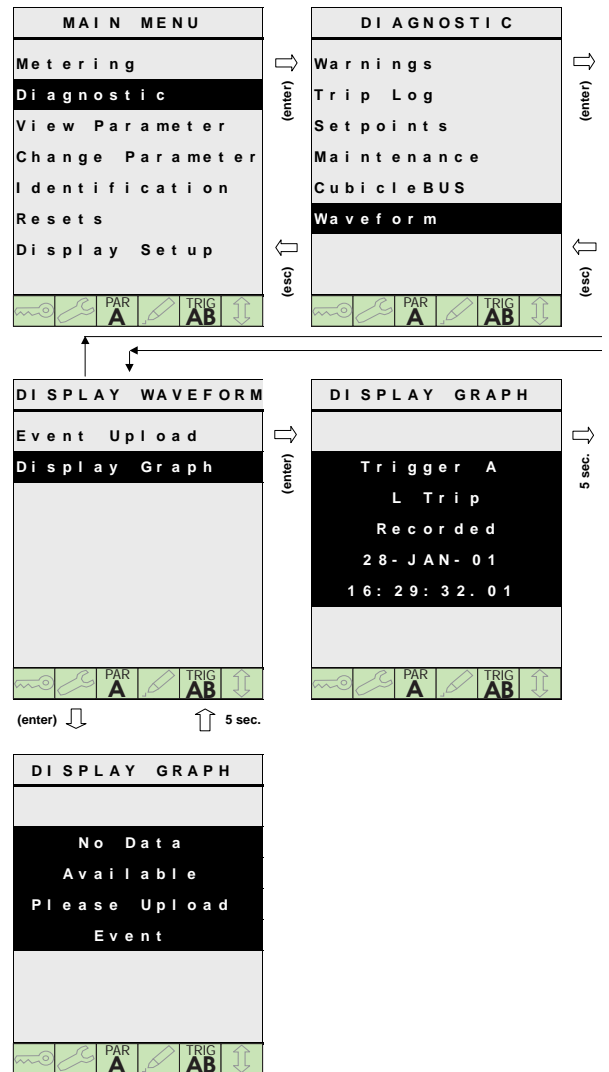 MAIN MENU
Metering
Diagnostic
View Parameter
Change Parameter
Identification
Resets
Display Setup
PAR
A
TRIG
AB
(enter)
(esc)
DIAGNOSTIC
Warnings
Trip Log
Setpoints
Maintenance
CubicleBUS
Waveform
PAR
A
TRIG
AB
(enter)
(esc)
DISPLAY WAVEFORM
Event Upload
Display Graph
PAR
A
TRIG
AB
(enter)
(enter)
5 sec.
DISPLAY GRAPH
Trigger A
L Trip
Recorded
28-JAN-01
16:29:32.01
PAR
A
TRIG
AB
5 sec.
DISPLAY GRAPH
No Data
Available
Please Upload
Event
PAR
A
TRIG
AB